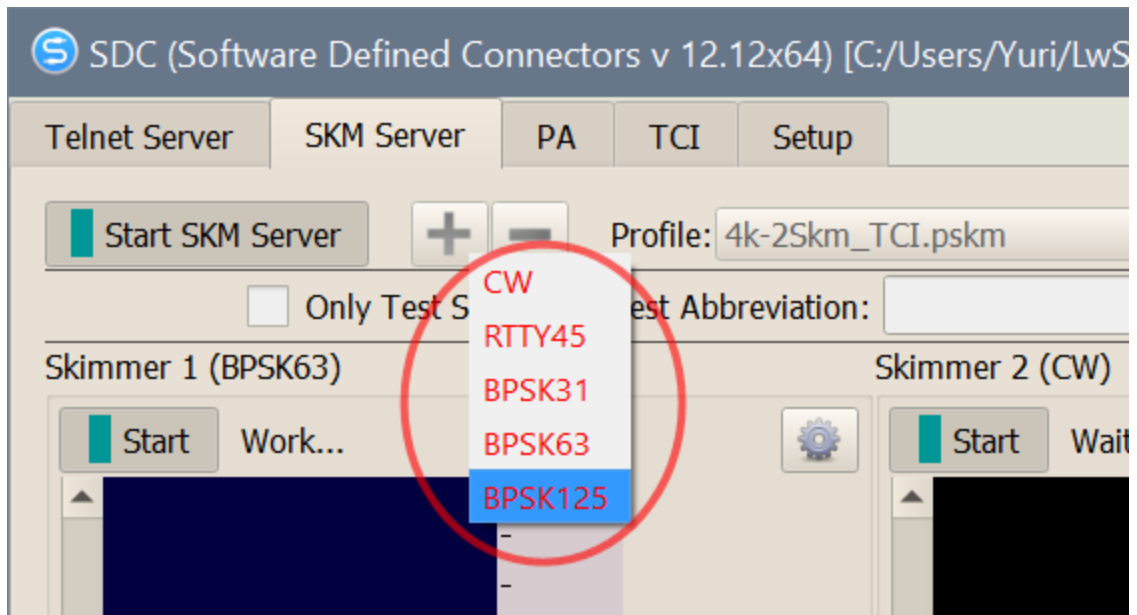 SDC (Software Defined Connectors v 12.12x64) [C:/Users/Yuri/LwS
Telnet Server SKM Server PA TCI Setup
Start SKM Server + - Profile: 4k-2Skm_TCI.pskm
CW
Only Test S est Abbreviation:
RTTY45
Skimmer 1 (BPSK63) Skimmer 2 (CW)
BPSK31
BPSK63
Start Work... Start Wait
BPSK125
-
-